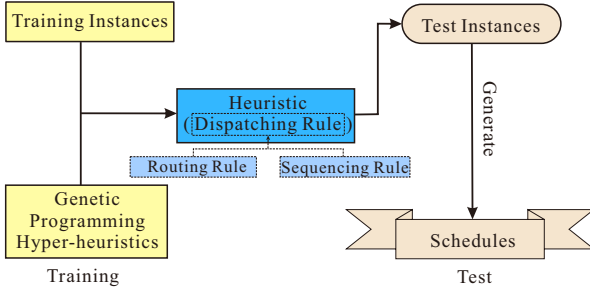 Training Instances
Test Instances
Heuristic
(Dispatching Rule)
Generate
Routing Rule
Sequencing Rule
Genetic
Programming
Hyper-heuristics
Schedules
Training
Test